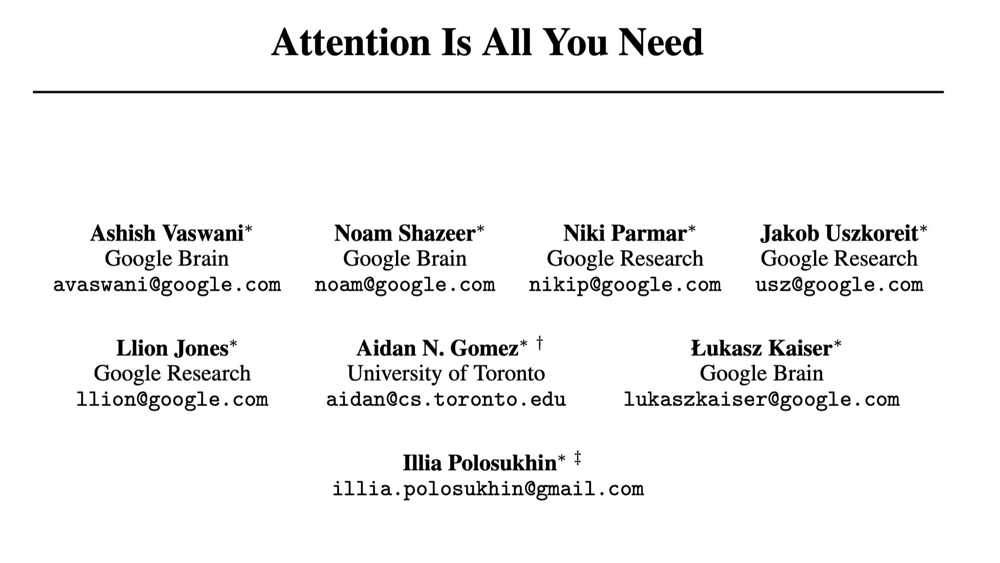 Attention Is All You Need
Ashish Vaswani* Noam Shazeer* Niki Parmar* Jakob Uszkoreit*
Google Brain Google Brain Google Research Google Research
avaswani@google.com noam@google.com nikip@google.com usz@google.com
Llion Jones* Aidan N. Gomez* † Łukasz Kaiser*
Google Research University of Toronto Google Brain
llion@google.com aidan@cs.toronto.edu lukaszkaiser@google.com
Illia Polosukhin* ‡
illia.polosukhin@gmail.com